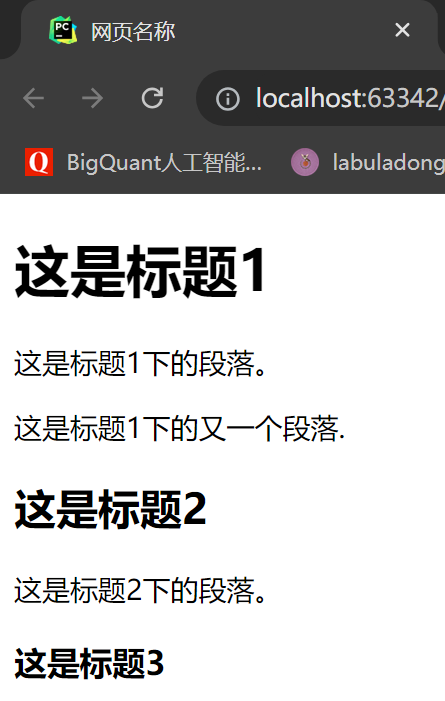 网页名称
localhost:63342/
BigQuant人工智能...
labuladong
这是标题1
这是标题1下的段落。
这是标题1下的又一个段落.
这是标题2
这是标题2下的段落。
这是标题3